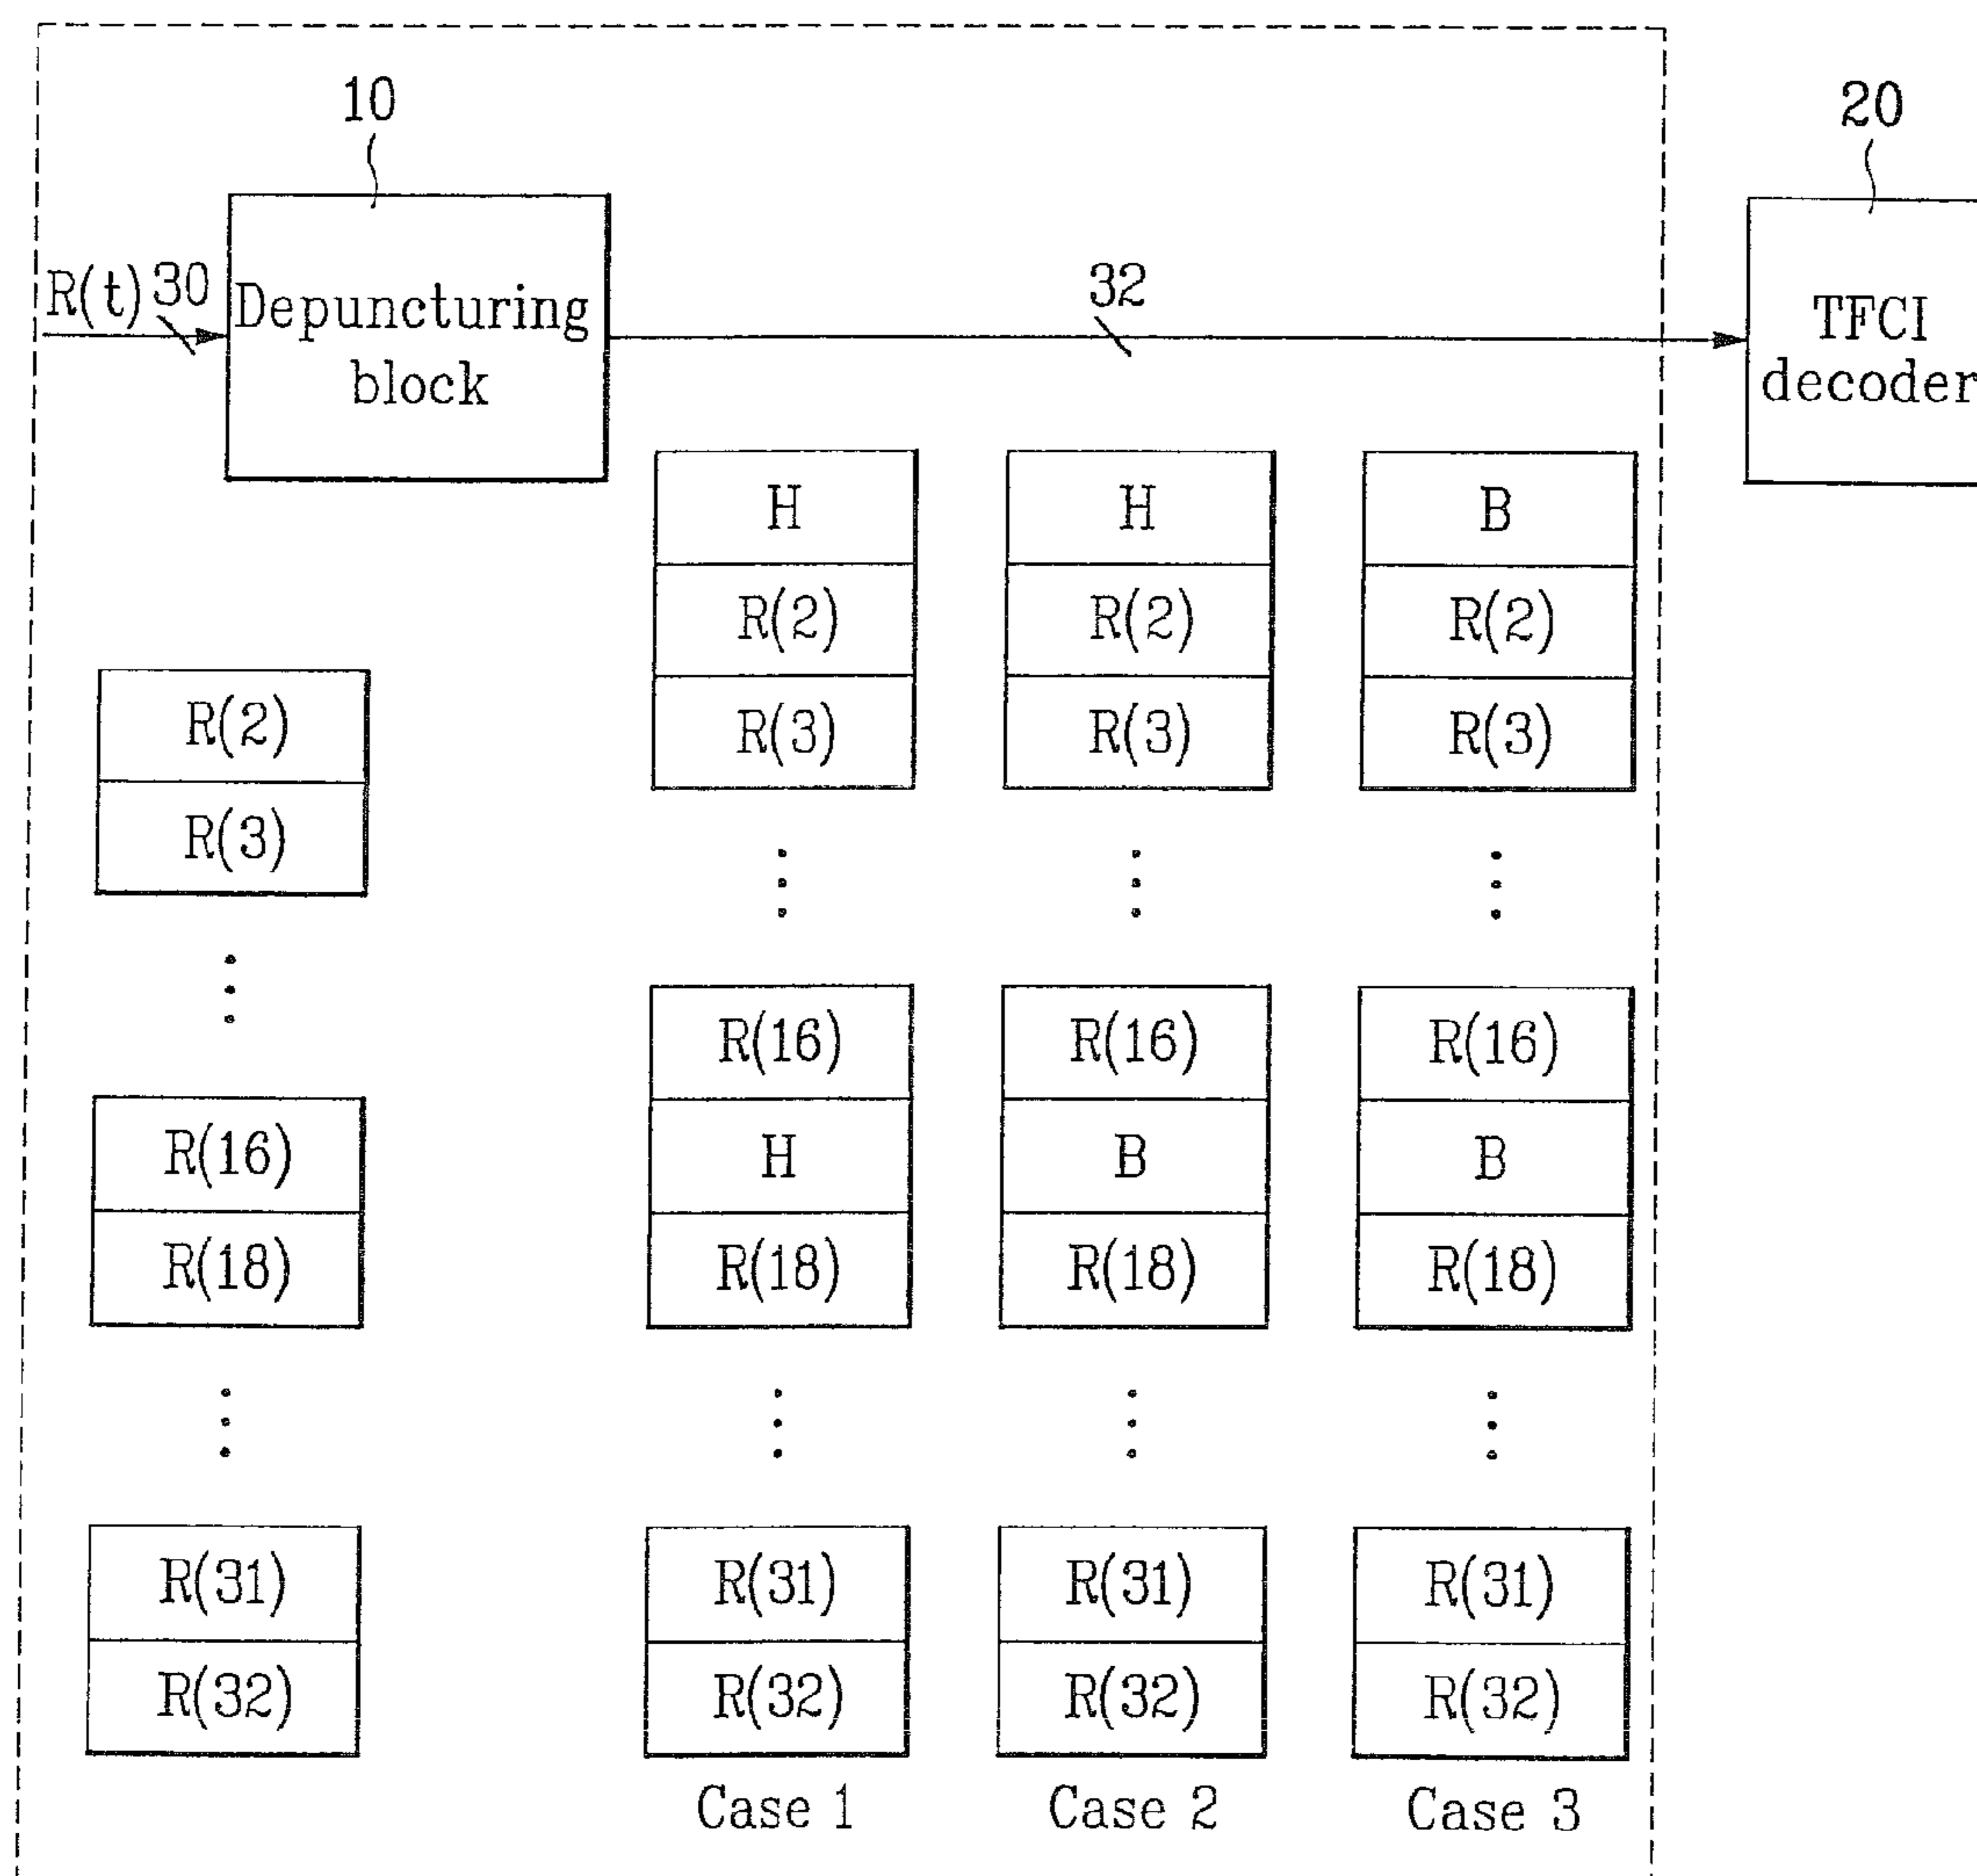 10
20
R(t) 30
Depuncturing
block
32
TFCI
decoder
R(2)
R(3)
R(16)
R(18)
R(31)
R(32)
H
R(2)
R(3)
R(16)
H
R(18)
R(31)
R(32)
Case 1
H
R(2)
R(3)
R(16)
B
R(18)
R(31)
R(32)
Case 2
B
R(2)
R(3)
R(16)
B
R(18)
R(31)
R(32)
Case 3